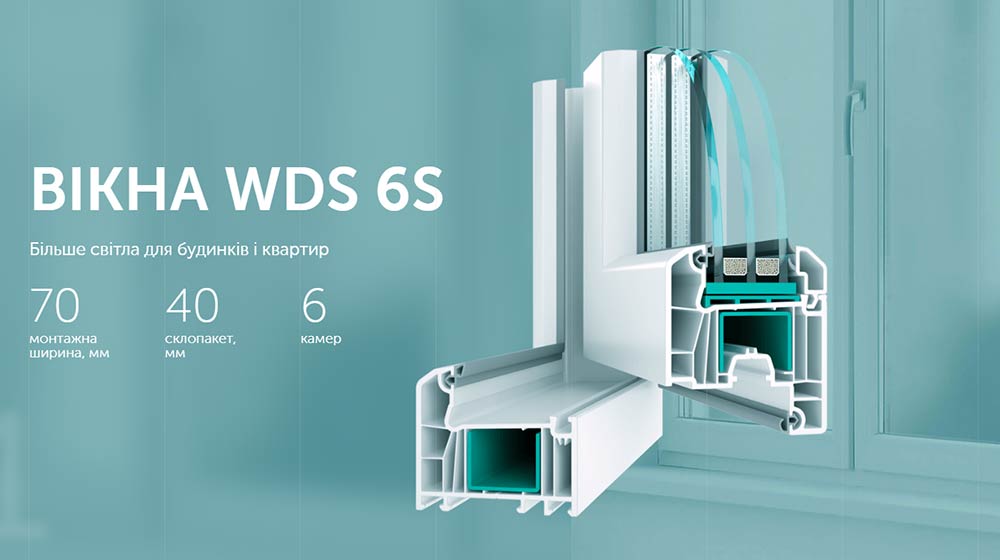 ВІКНА WDS 6S
Більше світла для будинків і квартир
70
монтажна
ширина, мм
40
склопакет,
мм
6
камер